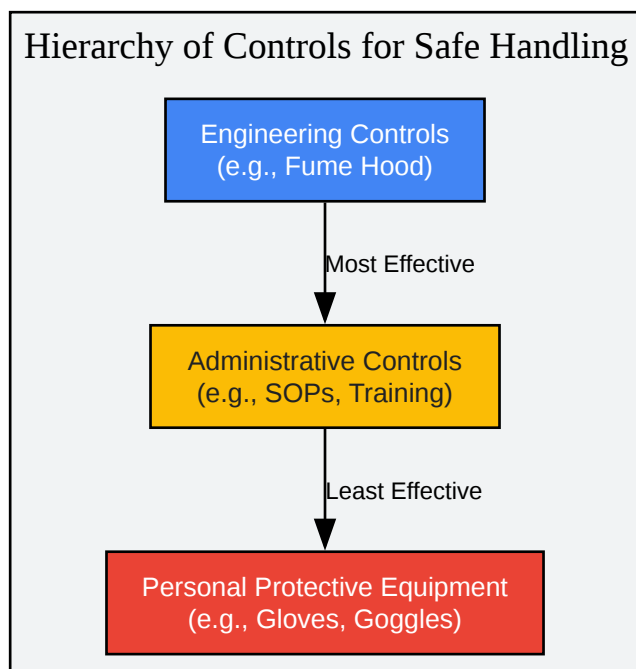 Hierarchy of Controls for Safe Handling
Engineering Controls
(e.g., Fume Hood)
Most Effective
Administrative Controls
(e.g., SOPs, Training)
Least Effective
Personal Protective Equipment
(e.g., Gloves, Goggles)